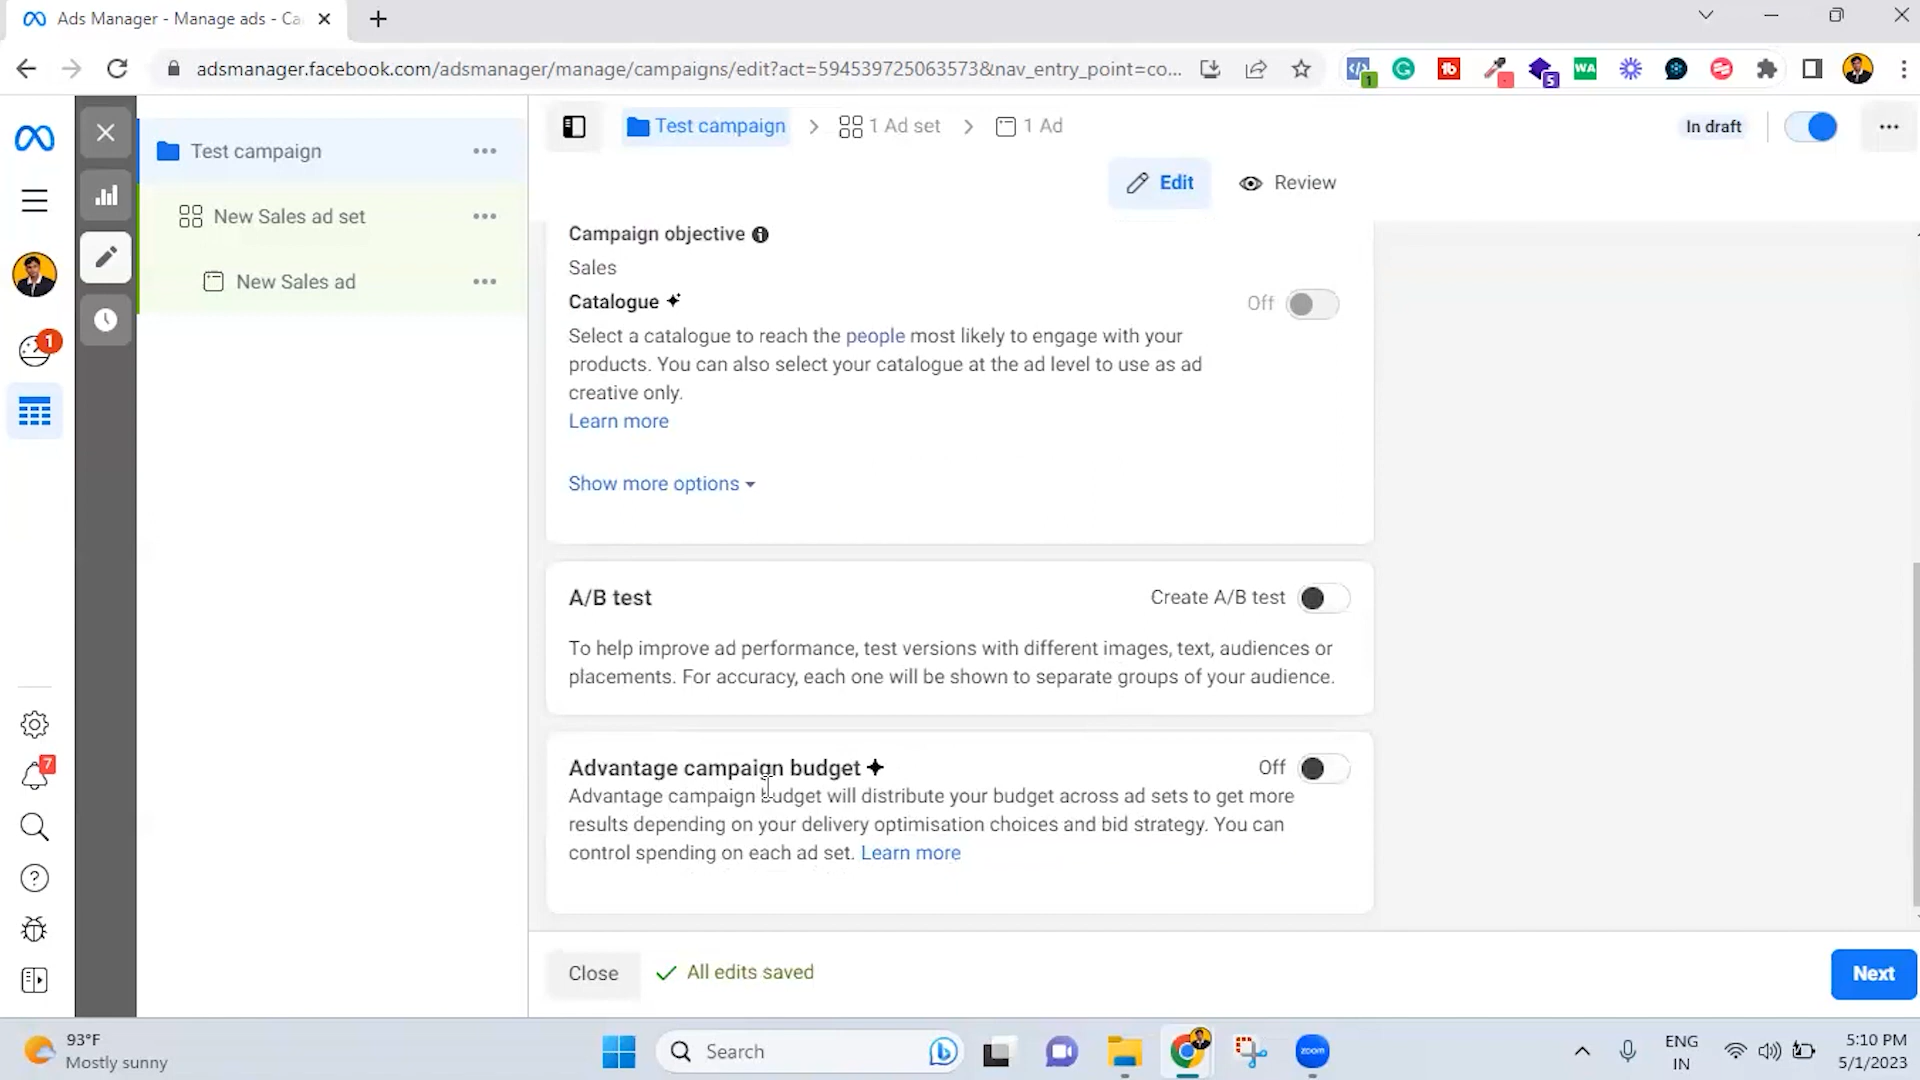 Ads Manager - Manage ads - Ca
adsmanager.facebook.com/adsmanager/manage/campaigns/edit?act=594539725063573&nav_entry_point=co...
1
5
WA
Test campaign
New Sales ad set
New Sales ad
Test campaign
1 Ad set
1 Ad
In draft
Edit
Review
Campaign objective
Sales
Catalogue
Off
Select a catalogue to reach the people most likely to engage with your
products. You can also select your catalogue at the ad level to use as ad
creative only.
Learn more
Show more options
A/B test
Create A/B test
To help improve ad performance, test versions with different images, text, audiences or
placements. For accuracy, each one will be shown to separate groups of your audience.
Advantage campaign budget
Off
Advantage campaign budget will distribute your budget across ad sets to get more
results depending on your delivery optimisation choices and bid strategy. You can
control spending on each ad set. Learn more
1
7
Close
All edits saved
Next
93°F
Mostly sunny
Search
zoom
ENG
IN
5:10 PM
5/1/2023